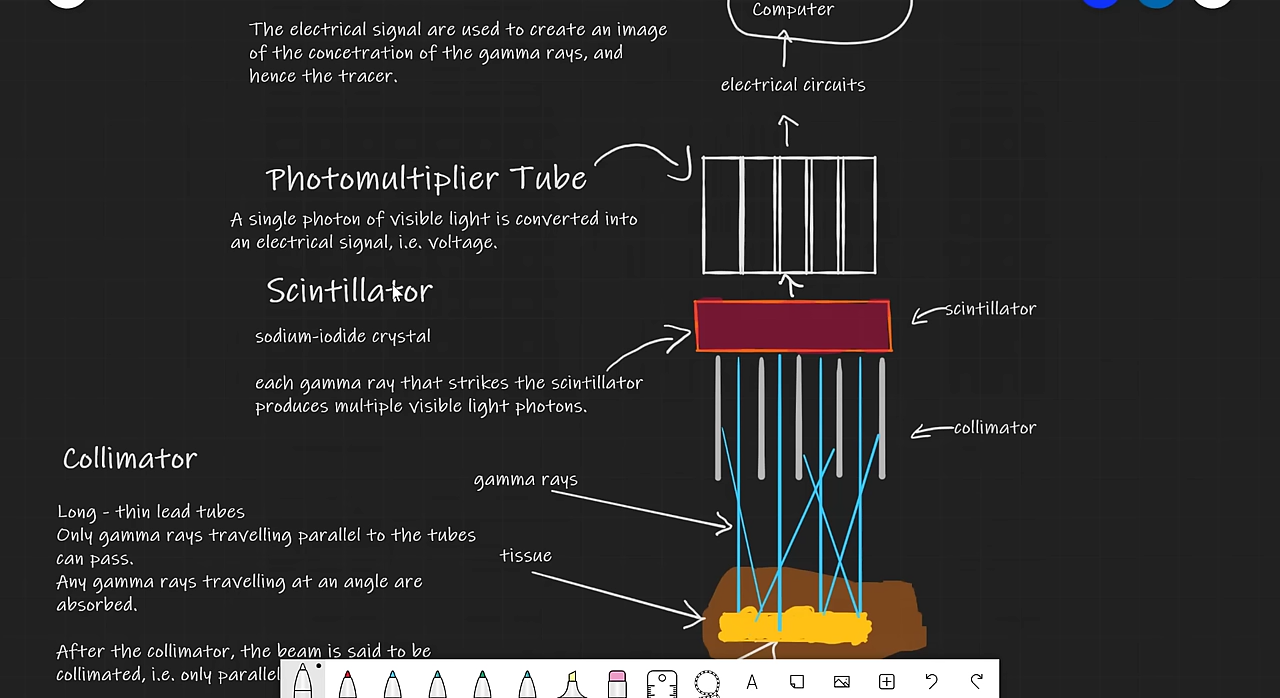 Computer
The electrical signal are used to create an image
of the concetration of the gamma rays, and
hence the tracer.
electrical circuits
Photomultiplier Tube
A single photon of visible light is converted into
an electrical signal, i.e. voltage.
Scintillator
scintillator
sodium-iodide crystal
each gamma ray that strikes the scintillator
produces multiple visible light photons.
collimator
Collimator
gamma rays
Long - thin lead tubes
Only gamma rays travelling parallel to the tubes
can pass.
tissue
Any gamma rays travelling at an angle are
absorbed.
After the collimator, the beam is said to be
collimated, i.e. only parallel
A